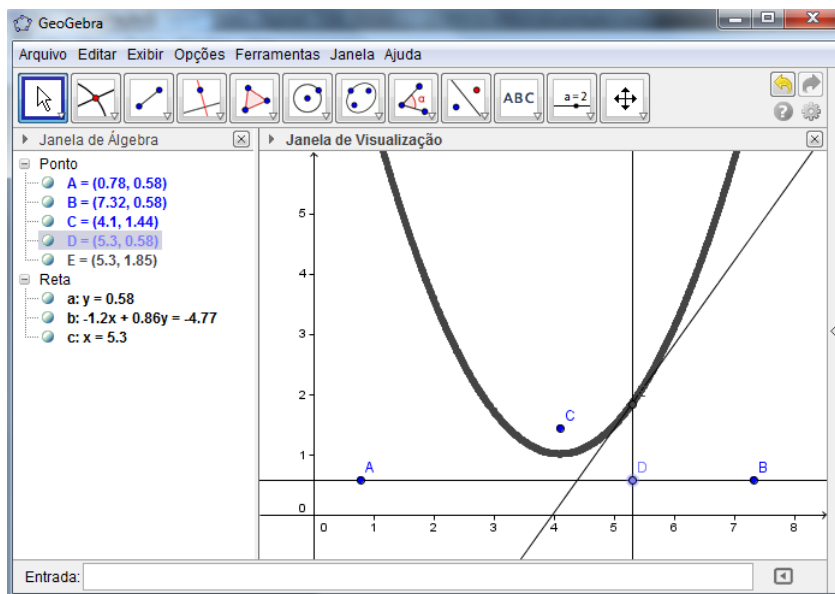 GeoGebra
Arquivo Editar Exibir Opções Ferramentas Janela Ajuda
ABC
a=2
Janela de Álgebra
Janela de Visualização
Ponto
A = (0.78, 0.58)
B = (7.32, 0.58)
C = (4.1, 1.44)
D = (5.3, 0.58)
E = (5.3, 1.85)
Reta
a: y = 0.58
b: -1.2x + 0.86y = -4.77
c: x = 5.3
5
4
3
2
1
0
0 1 2 3 4 5 6 7 8
C
A
D
B
Entrada: